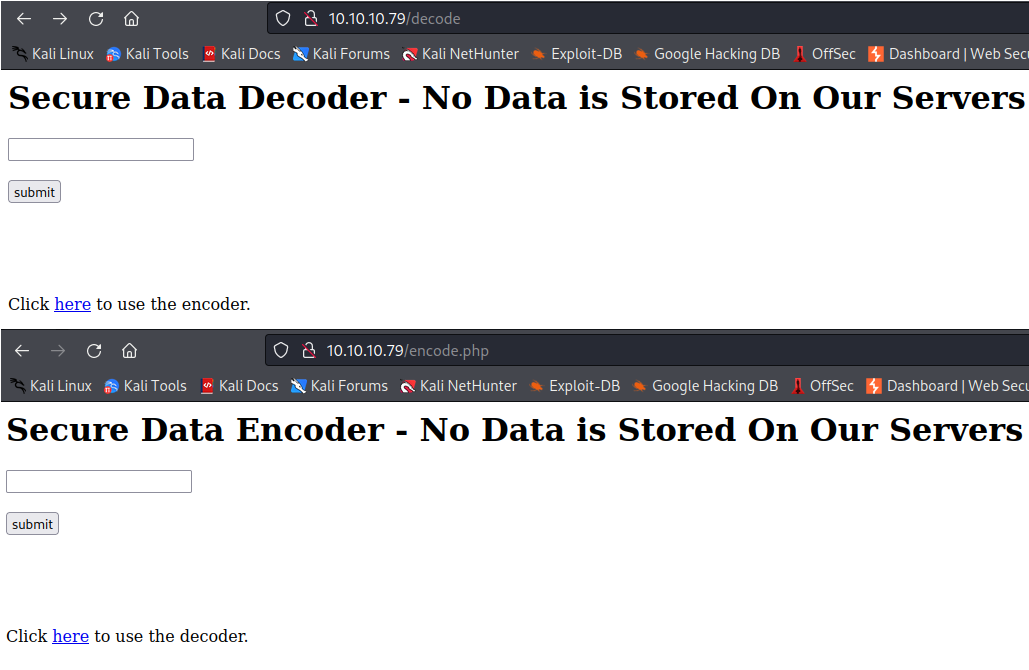 10.10.10.79/decode
Kali Linux Kali Tools Kali Docs Kali Forums Kali NetHunter Exploit-DB Google Hacking DB OffSec Dashboard | Web Secu
Secure Data Decoder - No Data is Stored On Our Servers
submit
Click here to use the encoder.
10.10.10.79/encode.php
Kali Linux Kali Tools Kali Docs Kali Forums Kali NetHunter Exploit-DB Google Hacking DB OffSec Dashboard | Web Secu
Secure Data Encoder - No Data is Stored On Our Servers
submit
Click here to use the decoder.